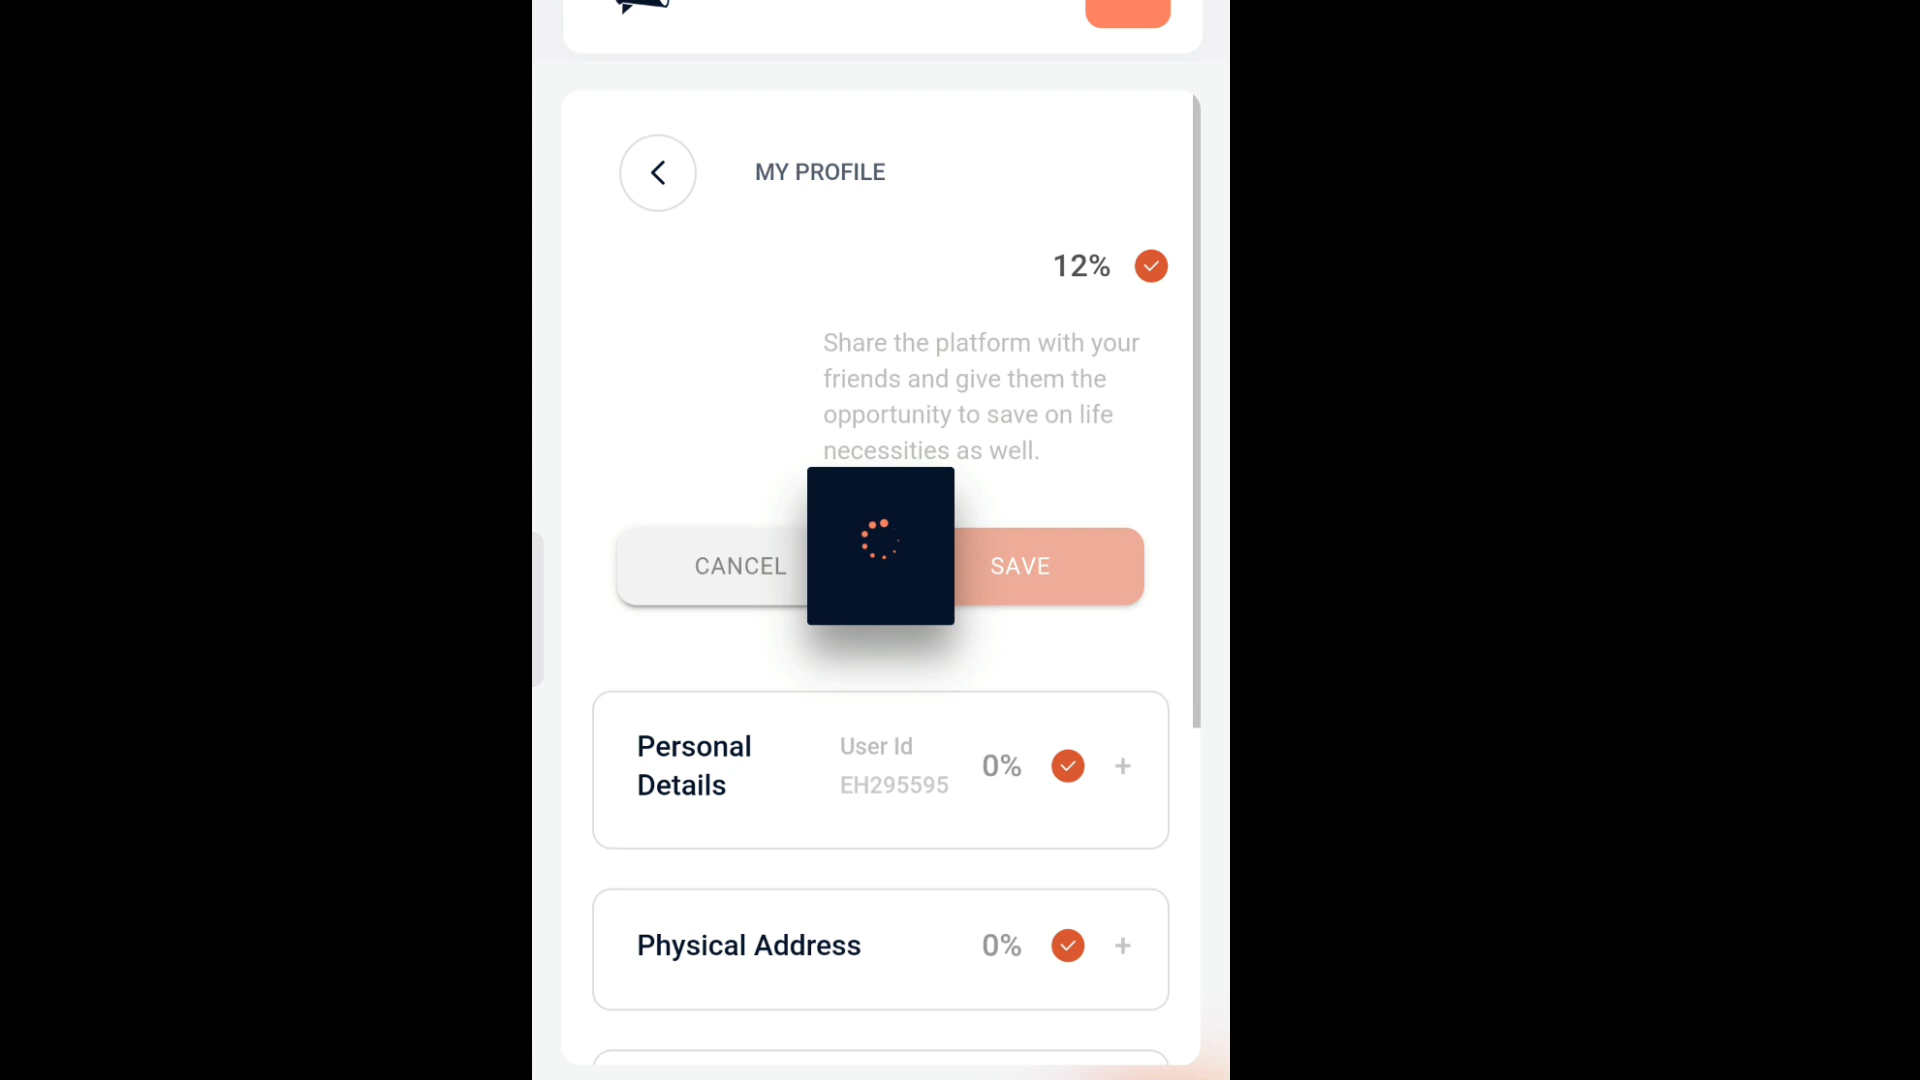 MY PROFILE
12%
Share the platform with your
friends and give them the
opportunity to save on life
necessities as well.
CANCEL
SAVE
Personal
Details
User Id
EH295595
0%
+
Physical Address
0%
+